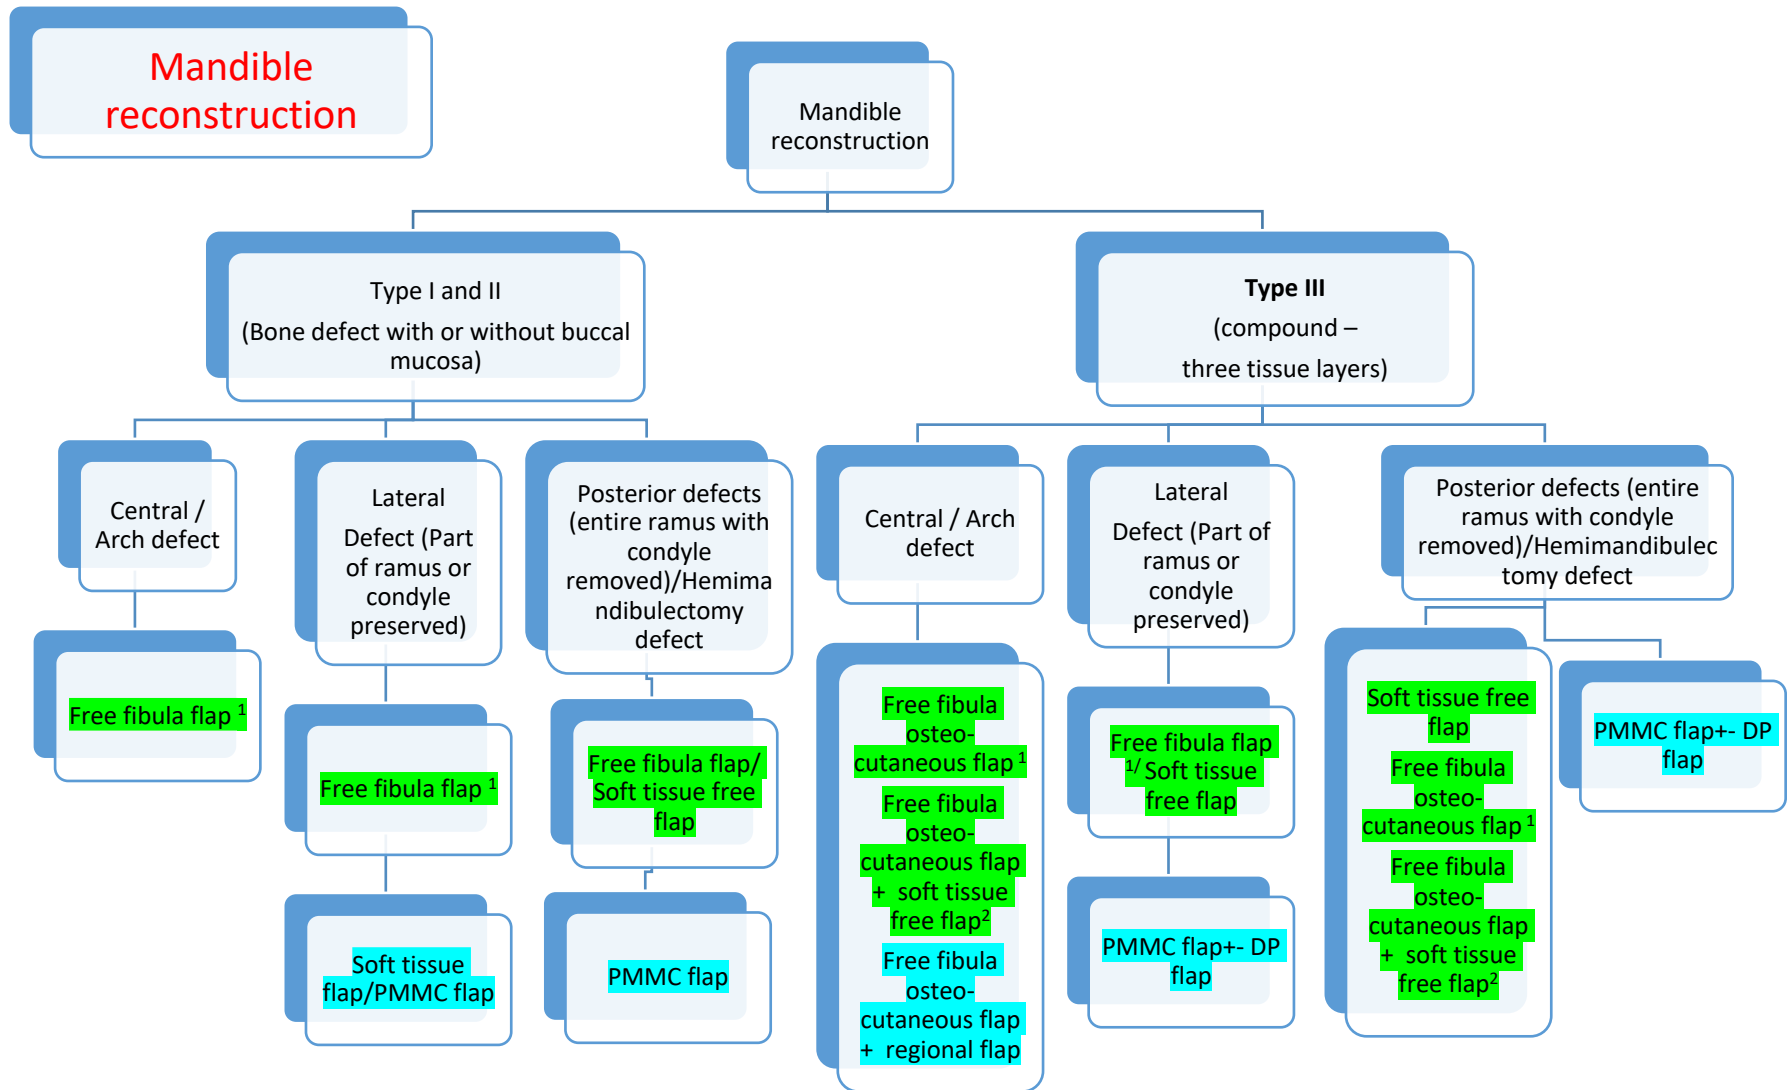 Mandible
reconstruction
Mandible
reconstruction
Type I and II
(Bone defect with or without buccal
mucosa)
Type III
(compound –
three tissue layers)
Central /
Arch defect
Lateral
Defect (Part
of ramus or
condyle
preserved)
Posterior defects
(entire ramus with
condyle
removed)/Hemima
ndibulectomy
defect
Central / Arch
defect
Lateral
Defect (Part of
ramus or
condyle
preserved)
Posterior defects (entire
ramus with condyle
removed)/Hemimandibulec
tomy defect
Free fibula flap ¹
Free fibula flap ¹
Soft tissue
flap/PMMC flap
Free fibula flap/
Soft tissue free
flap
PMMC flap
Free fibula
osteo-
cutaneous flap ¹
Free fibula
osteo-
cutaneous flap
+ soft tissue
free flap²
Free fibula
osteo-
cutaneous flap
+ regional flap
Free fibula flap
¹/ Soft tissue
free flap
PMMC flap+- DP
flap
Soft tissue free
flap
Free fibula
osteo-
cutaneous flap ¹
Free fibula
osteo-
cutaneous flap
+ soft tissue
free flap²
PMMC flap+- DP
flap